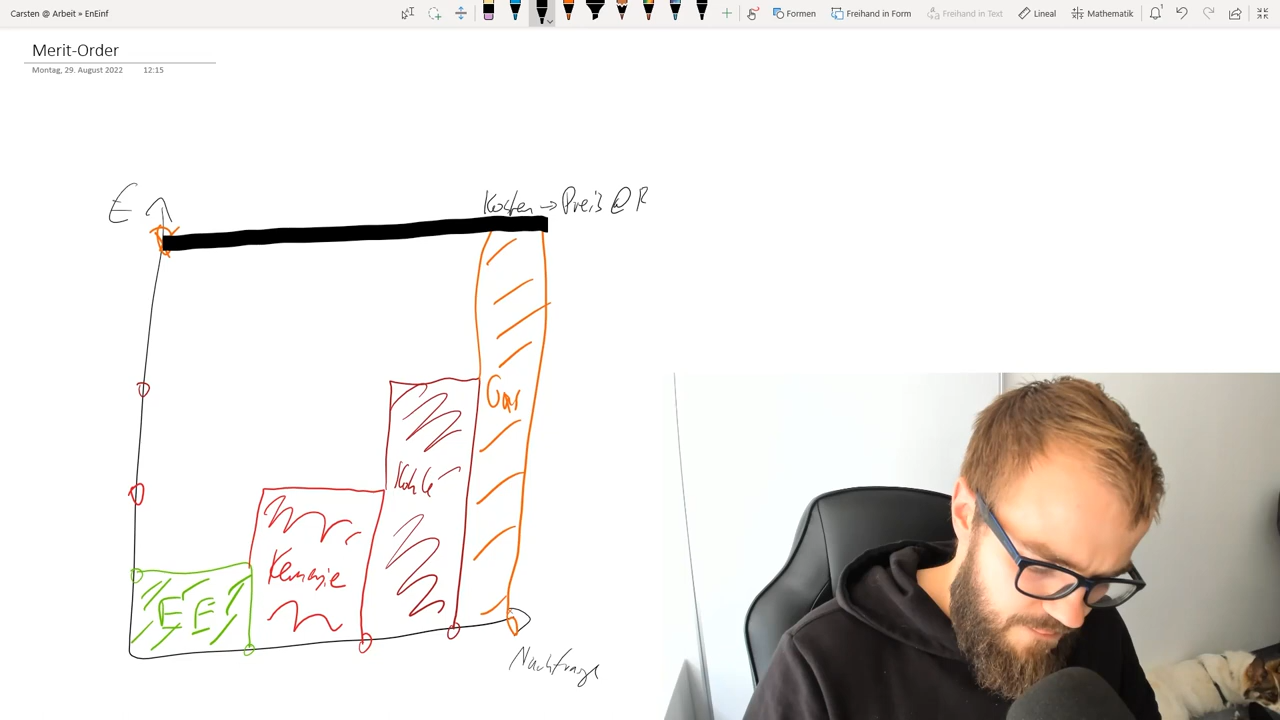 Carsten @ Arbeit » EnEinf
Formen
Freihand in Form
Freihand in Text
Lineal
Mathematik
Merit-Order
Montag, 29. August 2022 12:15
E
Kosten → Preis @ R
Gas
Kohle
Kernergie
EE
Nachfrage